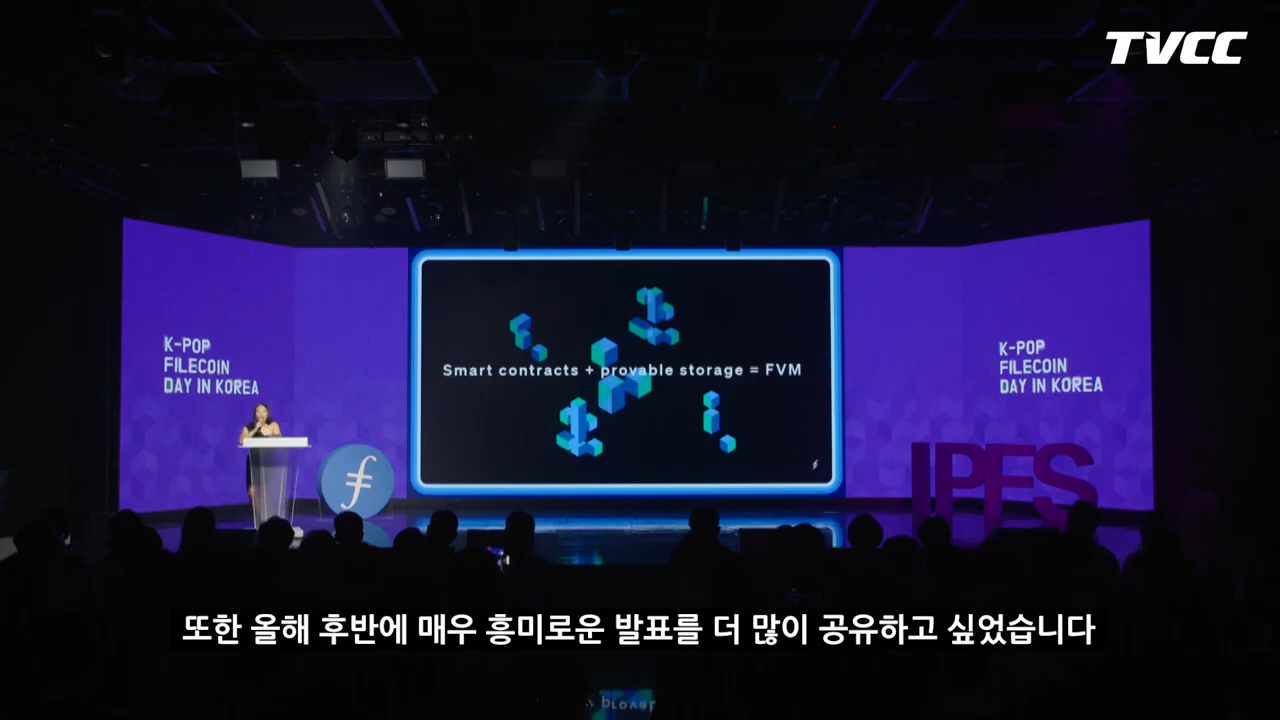 TVCC
K-POP
FILECOIN
DAY IN KOREA
Smart contracts + provable storage = FVM
K-POP
FILECOIN
DAY IN KOREA
IPFS
또한 올해 후반에 매우 흥미로운 발표를 더 많이 공유하고 싶었습니다